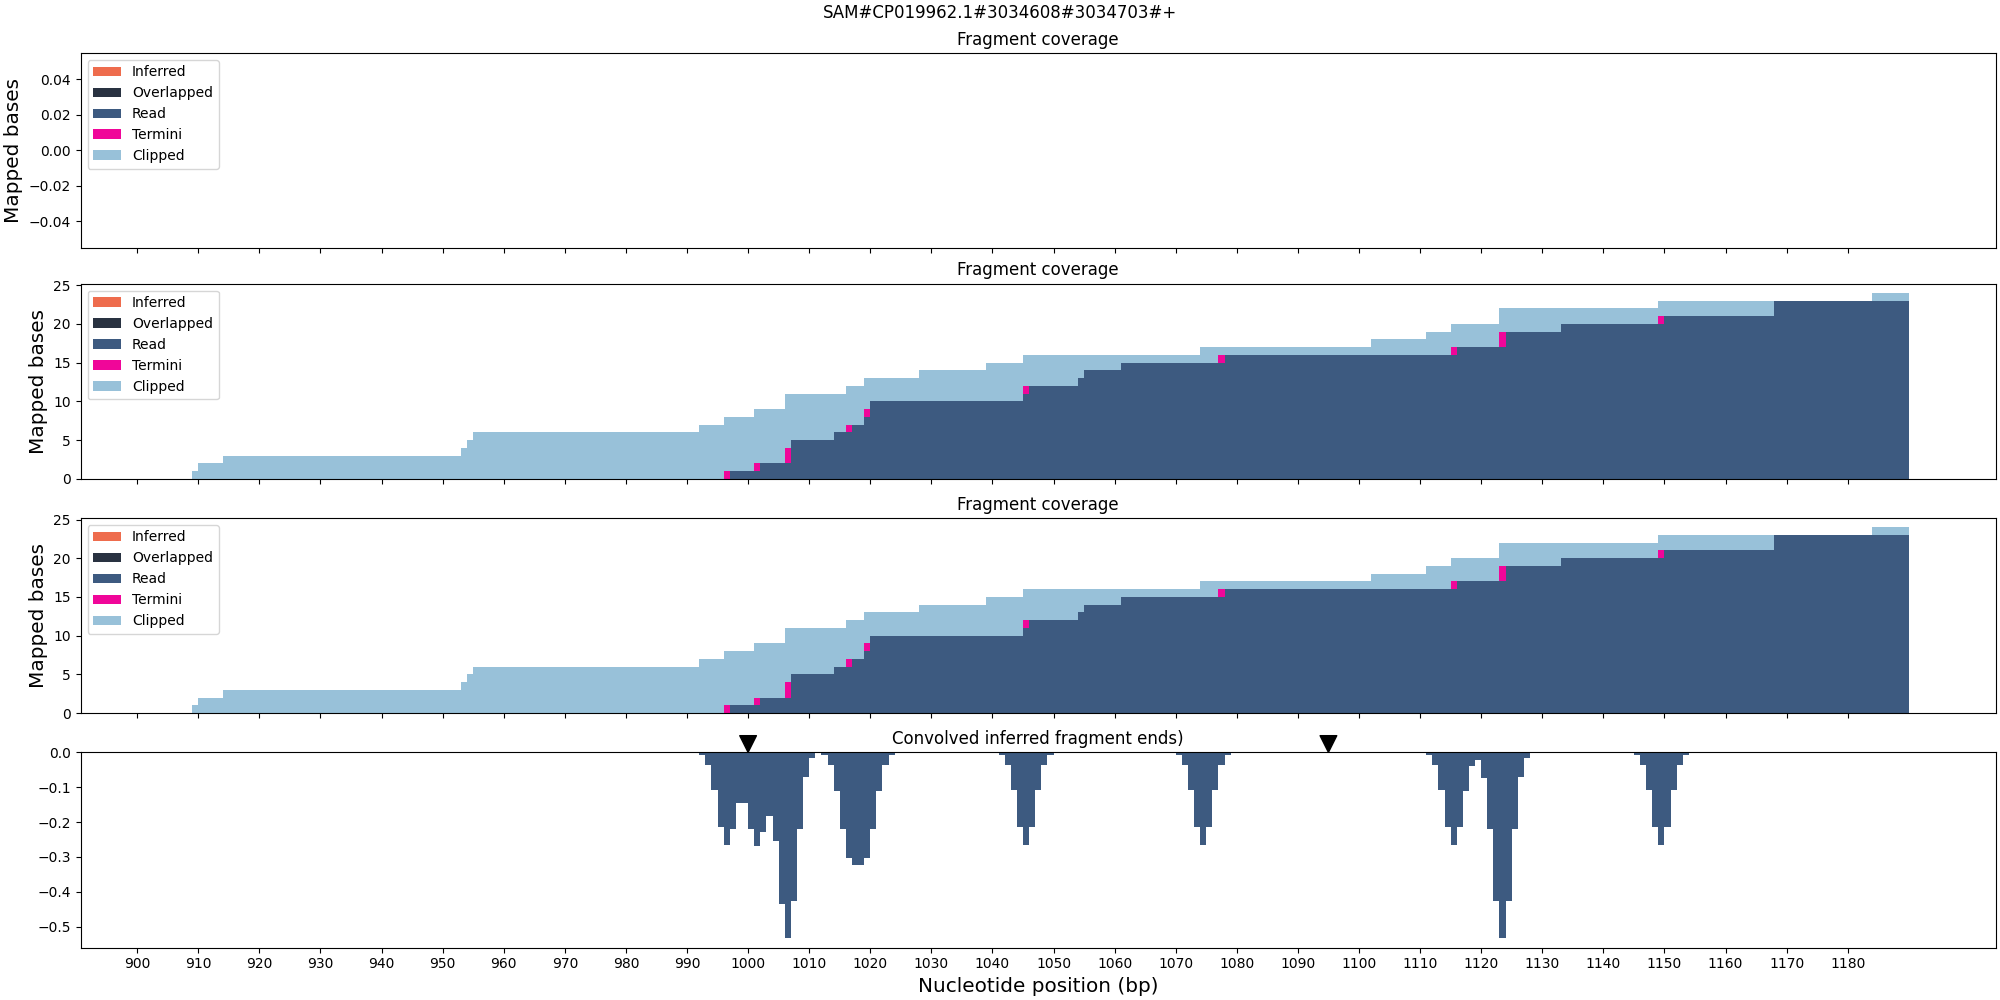 SAM#CP019962.1#3034608#3034703#+
Fragment coverage
Mapped bases
0.04
0.02
0.00
−0.02
−0.04
Inferred
Overlapped
Read
Termini
Clipped
Fragment coverage
Mapped bases
25
20
15
10
5
0
Inferred
Overlapped
Read
Termini
Clipped
Fragment coverage
Mapped bases
25
20
15
10
5
0
Inferred
Overlapped
Read
Termini
Clipped
Convolved inferred fragment ends)
0.0
−0.1
−0.2
−0.3
−0.4
−0.5
900 910 920 930 940 950 960 970 980 990 1000 1010 1020 1030 1040 1050 1060 1070 1080 1090 1100 1110 1120 1130 1140 1150 1160 1170 1180
Nucleotide position (bp)